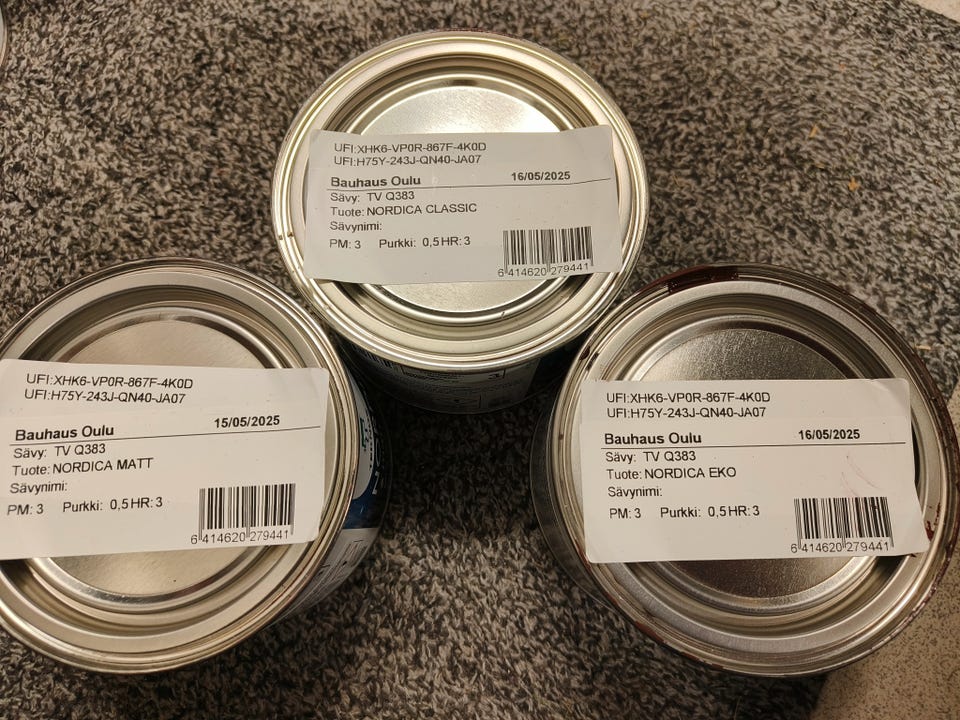 UFI:XHK6-VP0R-867F-4K0D
UFI:H75Y-243J-QN40-JA07
Bauhaus Oulu 16/05/2025
Sävy: TV Q383
Tuote: NORDICA CLASSIC
Sävynimi:
PM: 3 Purkki: 0,5 HR: 3
6 414620 279441
UFI:XHK6-VP0R-867F-4K0D
UFI:H75Y-243J-QN40-JA07
Bauhaus Oulu 15/05/2025
Sävy: TV Q383
Tuote: NORDICA MATT
Sävynimi:
PM: 3 Purkki: 0,5 HR: 3
6 414620 279441
UFI:XHK6-VP0R-867F-4K0D
UFI:H75Y-243J-QN40-JA07
Bauhaus Oulu 16/05/2025
Sävy: TV Q383
Tuote: NORDICA EKO
Sävynimi:
PM: 3 Purkki: 0,5 HR: 3
6 414620 279441